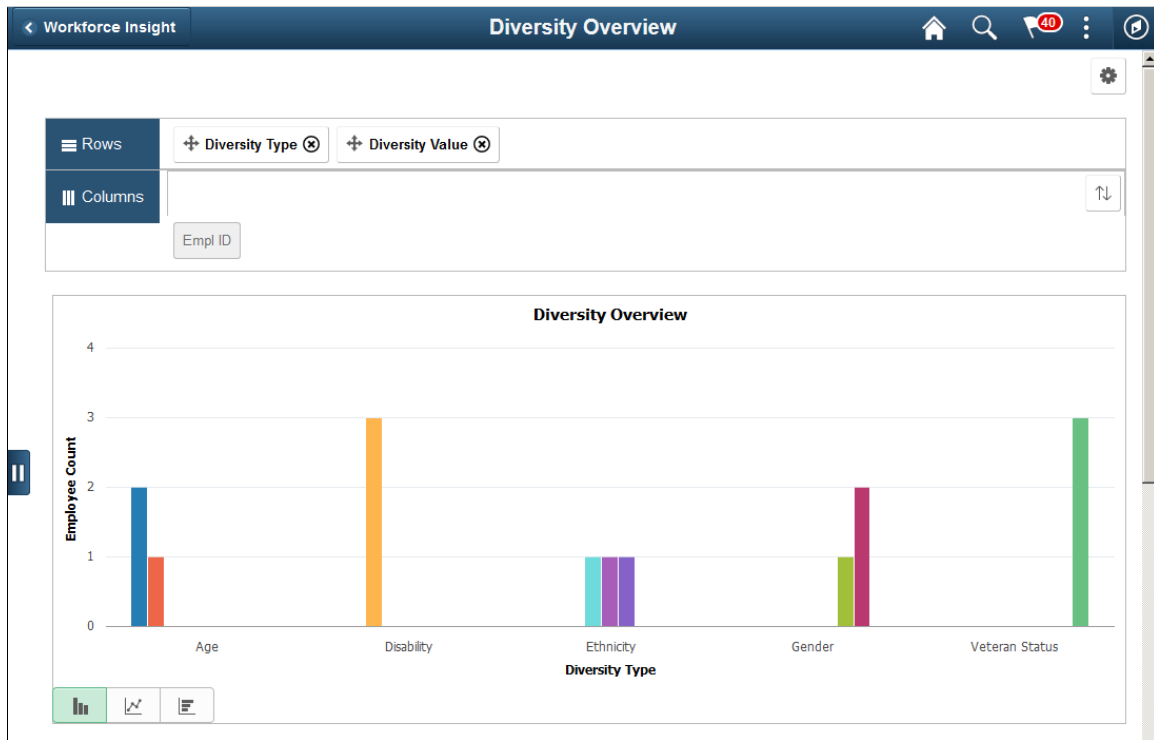 Workforce Insight
Diversity Overview
40
Rows
Diversity Type
Diversity Value
Columns
Empl ID
Diversity Overview
4
3
2
1
0
Employee Count
Age
Disability
Ethnicity
Gender
Veteran Status
Diversity Type